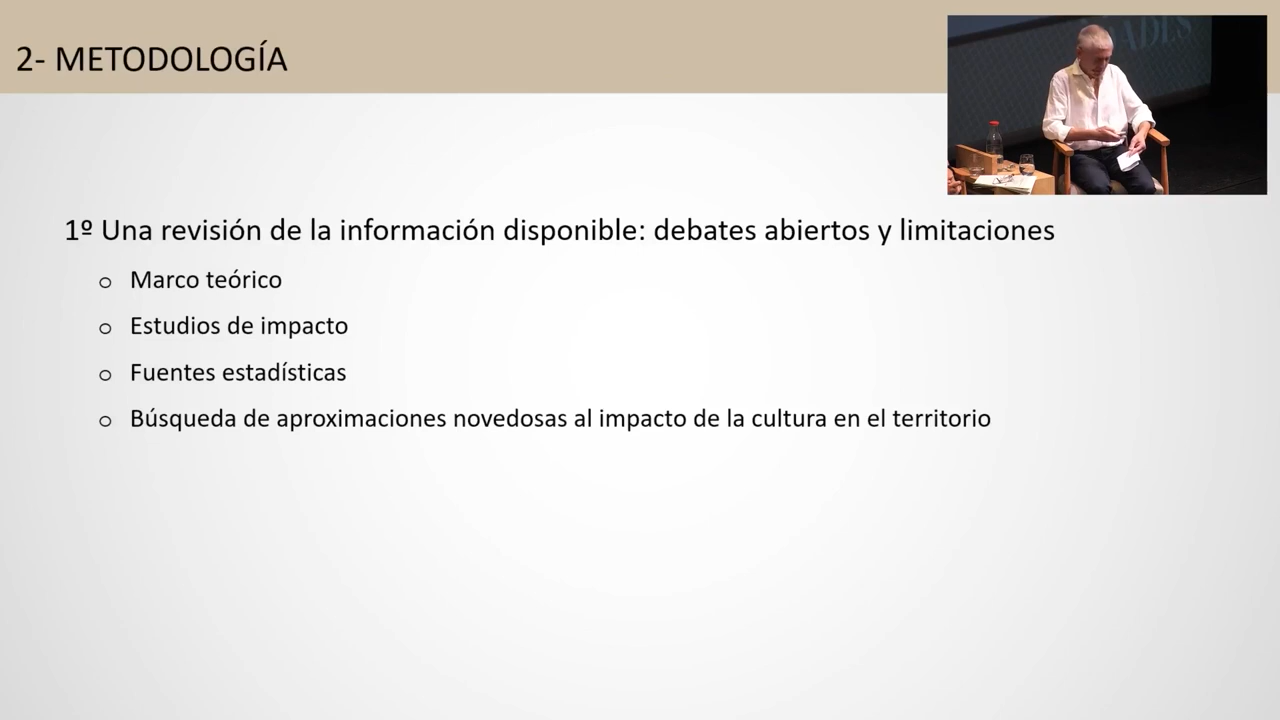 2- METODOLOGÍA
1º Una revisión de la información disponible: debates abiertos y limitaciones
o Marco teórico
o Estudios de impacto
o Fuentes estadísticas
o Búsqueda de aproximaciones novedosas al impacto de la cultura en el territorio